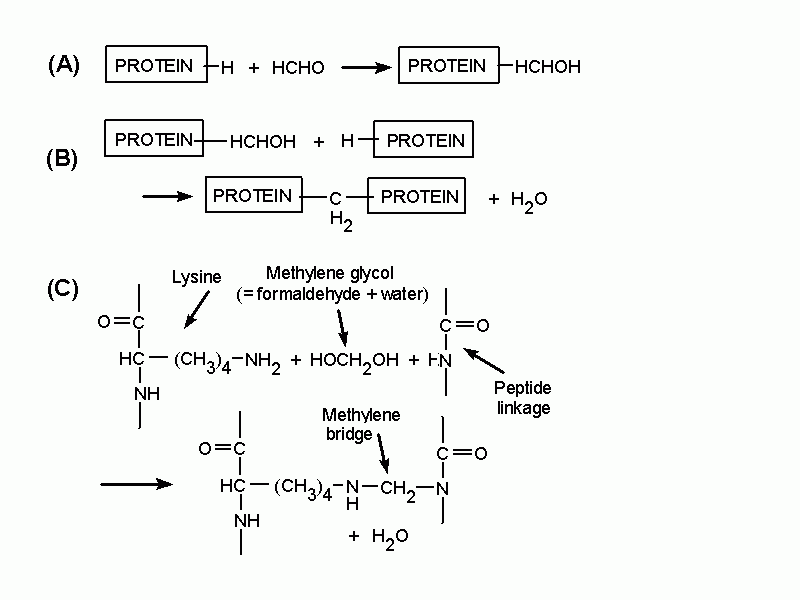 (A) PROTEIN H + HCHO PROTEIN HCHOH
PROTEIN HCHOH + H PROTEIN
(B)
PROTEIN C PROTEIN + H2O
H2
(C) Lysine Methylene glycol
(= formaldehyde + water)
O=C C=O
HC (CH3)4 NH2 + HOCH2OH + HN
NH Peptide
linkage
Methylene
bridge
O=C C=O
HC (CH3)4 N CH2 N
H
NH
+ H2O